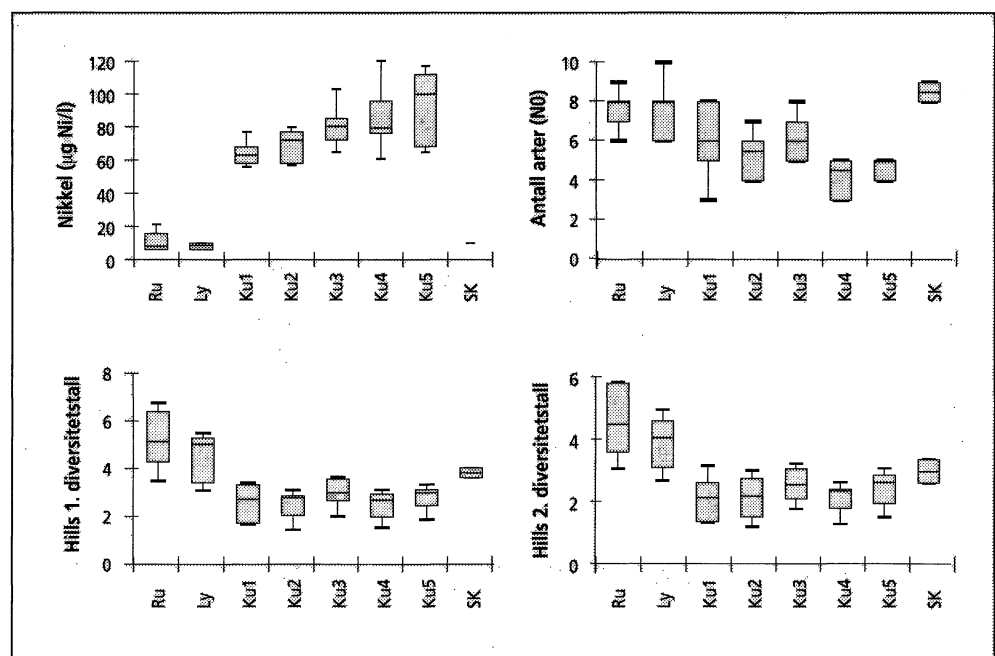 Nikkel (µg Ni/l)
120
100
80
60
40
20
0
Ru
Ly
Ku1
Ku2
Ku3
Ku4
Ku5
SK
Antall arter (N0)
10
8
6
4
2
0
Ru
Ly
Ku1
Ku2
Ku3
Ku4
Ku5
SK
Hills 1. diversitetstall
8
6
4
2
0
Ru
Ly
Ku1
Ku2
Ku3
Ku4
Ku5
SK
Hills 2. diversitetstall
6
4
2
0
Ru
Ly
Ku1
Ku2
Ku3
Ku4
Ku5
SK